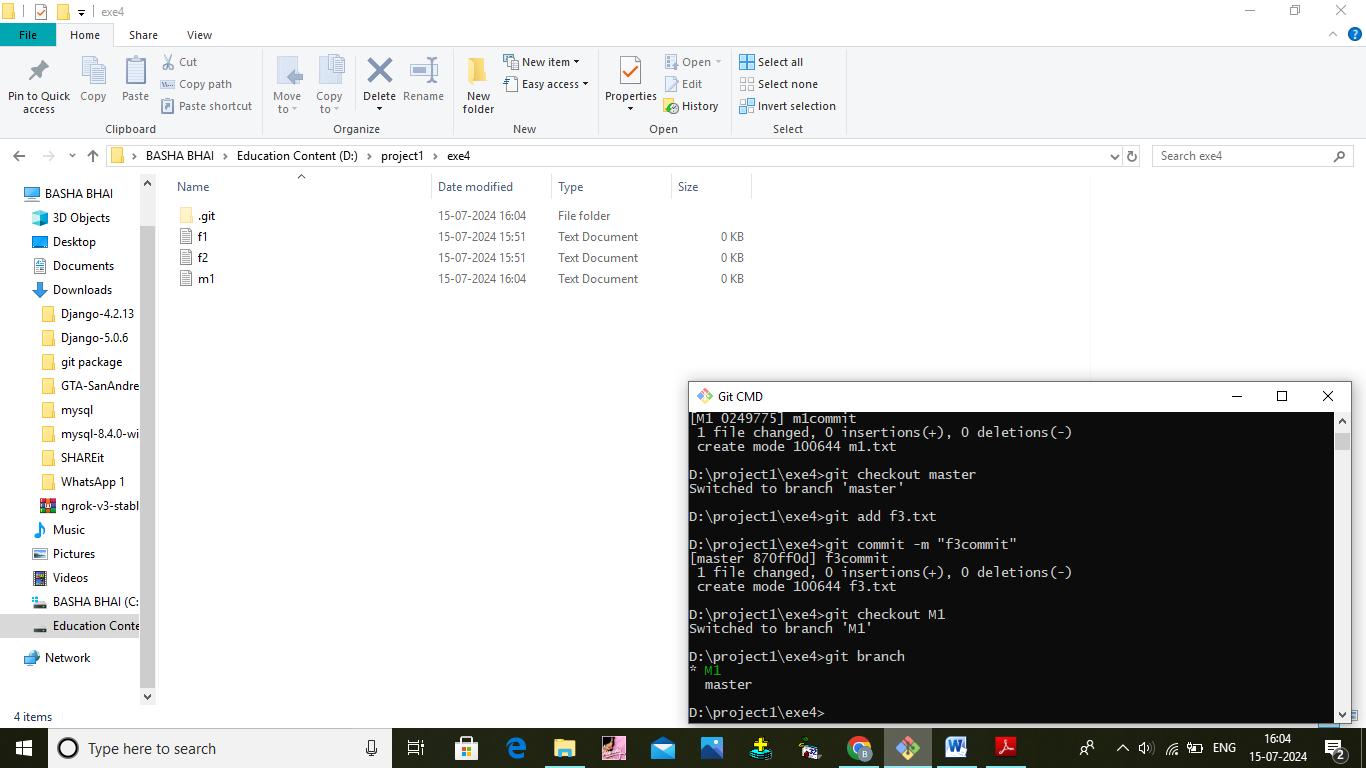 exe4
File Home Share View
Pin to Quick access
Copy
Paste
Cut
Copy path
Paste shortcut
Clipboard
Move to
Copy to
Delete
Rename
Organize
New folder
New item
Easy access
New
Properties
Open
Edit
History
Open
Select all
Select none
Invert selection
Select
BASHA BHAI › Education Content (D:) › project1 › exe4
Search exe4
BASHA BHAI
3D Objects
Desktop
Documents
Downloads
Django-4.2.13
Django-5.0.6
git package
GTA-SanAndre
mysql
mysql-8.4.0-wi
SHAREit
WhatsApp 1
ngrok-v3-stabl
Music
Pictures
Videos
BASHA BHAI (C:
Education Conte
Network
Name Date modified Type Size
.git 15-07-2024 16:04 File folder
f1 15-07-2024 15:51 Text Document 0 KB
f2 15-07-2024 15:51 Text Document 0 KB
m1 15-07-2024 16:04 Text Document 0 KB
Git CMD
[M1 0249775] m1commit
1 file changed, 0 insertions(+), 0 deletions(-)
create mode 100644 m1.txt
D:\project1\exe4>git checkout master
Switched to branch 'master'
D:\project1\exe4>git add f3.txt
D:\project1\exe4>git commit -m "f3commit"
[master 870ff0d] f3commit
1 file changed, 0 insertions(+), 0 deletions(-)
create mode 100644 f3.txt
D:\project1\exe4>git checkout M1
Switched to branch 'M1'
D:\project1\exe4>git branch
* M1
master
D:\project1\exe4>
4 items
Type here to search
ENG
16:04
15-07-2024
2